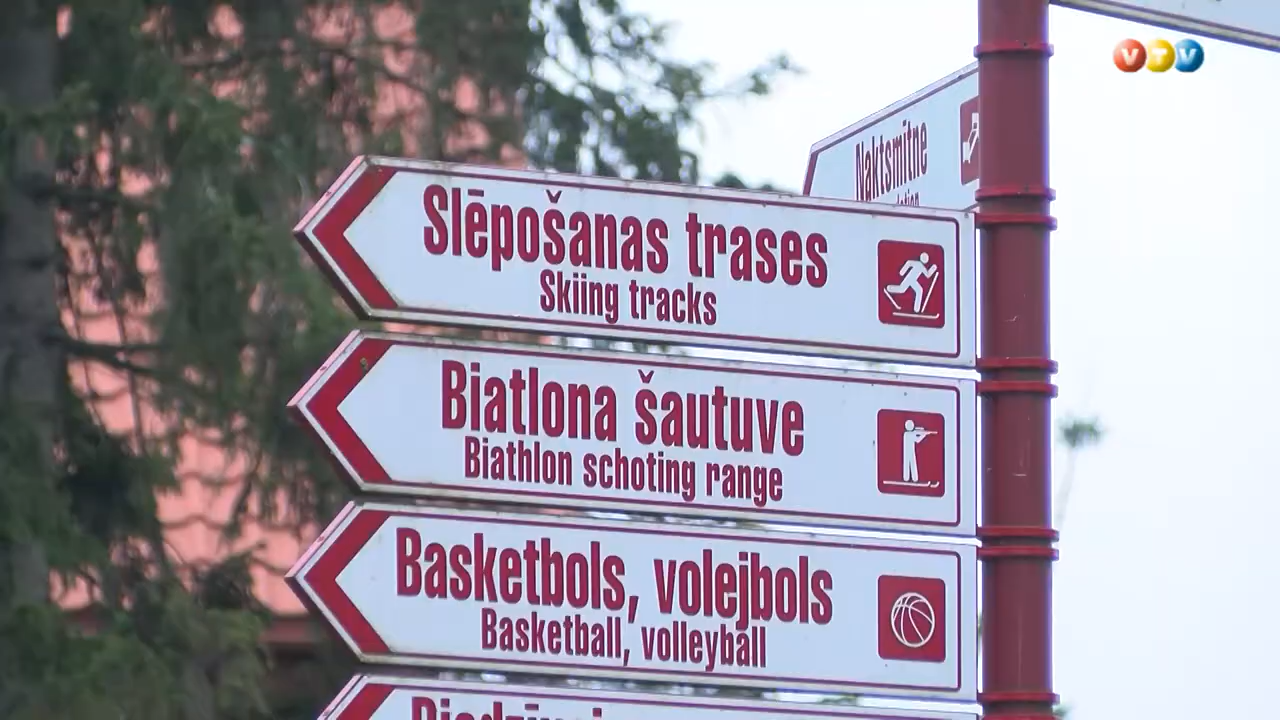 VTV
Naktsmītne
Slēpošanas trases
Skiing tracks
Biatlona šautuve
Biathlon schoting range
Basketbols, volejbols
Basketball, volleyball